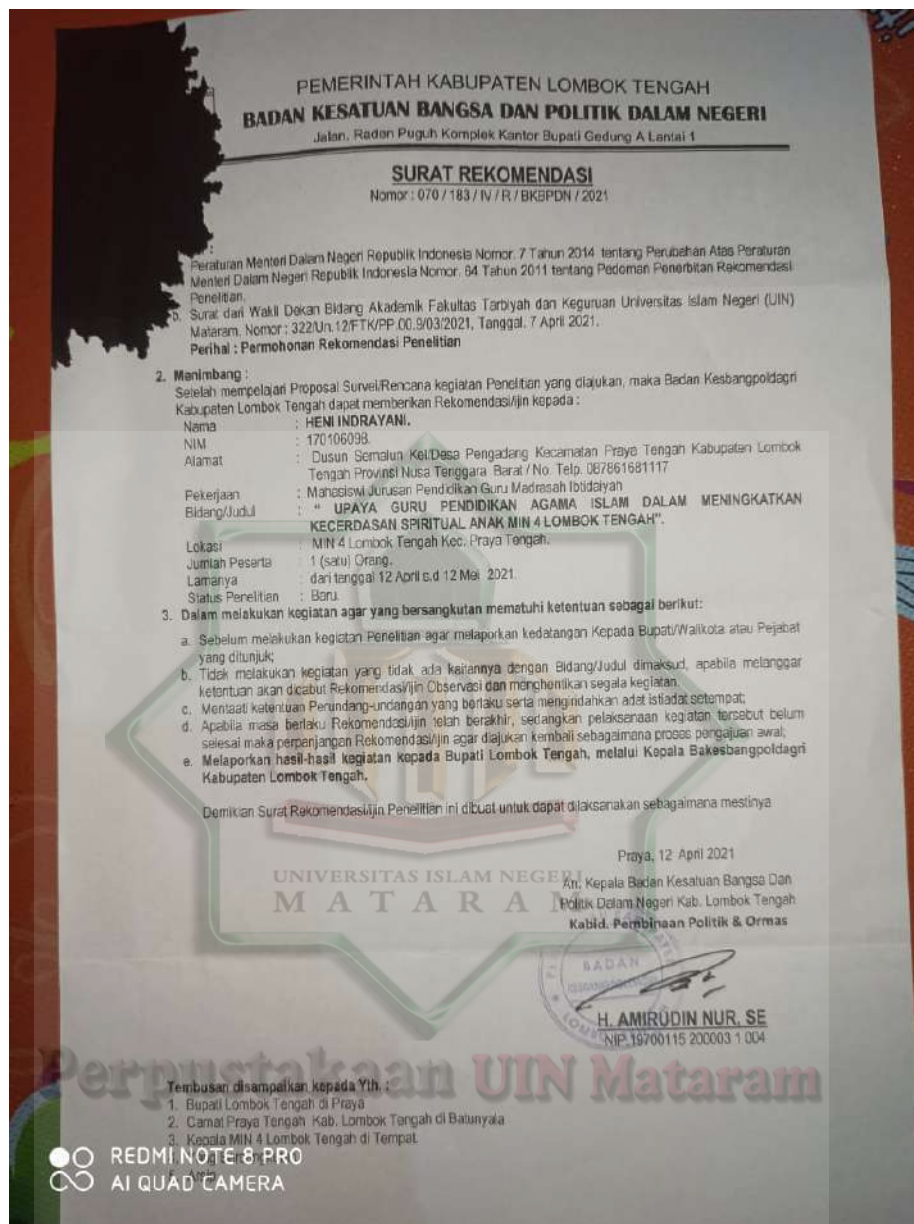 PEMERINTAH KABUPATEN LOMBOK TENGAH
BADAN KESATUAN BANGSA DAN POLITIK DALAM NEGERI
Jalan. Raden Puguh Komplek Kantor Bupati Gedung A Lantai 1
SURAT REKOMENDASI
Nomor : 070 / 183 / IV / R / BKBPDN / 2021
:
Peraturan Menteri Dalam Negeri Republik Indonesia Nomor. 7 Tahun 2014 tentang Perubahan Atas Peraturan
Menteri Dalam Negeri Republik Indonesia Nomor. 64 Tahun 2011 tentang Pedoman Penerbitan Rekomendasi
Penelitian.
b. Surat dari Wakil Dekan Bidang Akademik Fakultas Tarbiyah dan Keguruan Universitas Islam Negeri (UIN)
Mataram, Nomor : 322/Un.12/FTK/PP.00.9/03/2021, Tanggal. 7 April 2021.
Perihal : Permohonan Rekomendasi Penelitian
2. Menimbang :
Setelah mempelajari Proposal Survei/Rencana kegiatan Penelitian yang diajukan, maka Badan Kesbangpoldagri
Kabupaten Lombok Tengah dapat memberikan Rekomendasi/Ijin kepada :
Nama : HENI INDRAYANI.
NIM : 170106098.
Alamat : Dusun Semalun Kel/Desa Pengadang Kecamatan Praya Tengah Kabupaten Lombok
Tengah Provinsi Nusa Tenggara Barat / No. Telp. 087861681117
Pekerjaan : Mahasiswi Jurusan Pendidikan Guru Madrasah Ibtidaiyah
Bidang/Judul : " UPAYA GURU PENDIDIKAN AGAMA ISLAM DALAM MENINGKATKAN
KECERDASAN SPIRITUAL ANAK MIN 4 LOMBOK TENGAH".
Lokasi : MIN 4 Lombok Tengah Kec. Praya Tengah.
Jumlah Peserta : 1 (satu) Orang.
Lamanya : dari tanggal 12 April s.d 12 Mei 2021.
Status Penelitian : Baru.
3. Dalam melakukan kegiatan agar yang bersangkutan mematuhi ketentuan sebagai berikut:
a. Sebelum melakukan kegiatan Penelitian agar melaporkan kedatangan Kepada Bupati/Walikota atau Pejabat
yang ditunjuk;
b. Tidak melakukan kegiatan yang tidak ada kaitannya dengan Bidang/Judul dimaksud, apabila melanggar
ketentuan akan dicabut Rekomendasi/Ijin Observasi dan menghentikan segala kegiatan.
c. Mentaati ketentuan Perundang-undangan yang berlaku serta mengindahkan adat istiadat setempat;
d. Apabila masa berlaku Rekomendasi/Ijin telah berakhir, sedangkan pelaksanaan kegiatan tersebut belum
selesai maka perpanjangan Rekomendasi/Ijin agar diajukan kembali sebagaimana proses pengajuan awal;
e. Melaporkan hasil-hasil kegiatan kepada Bupati Lombok Tengah, melalui Kepala Bakesbangpoldagri
Kabupaten Lombok Tengah.
Demikian Surat Rekomendasi/Ijin Penelitian ini dibuat untuk dapat dilaksanakan sebagaimana mestinya
Praya, 12 April 2021
An. Kepala Badan Kesatuan Bangsa Dan
Politik Dalam Negeri Kab. Lombok Tengah
Kabid. Pembinaan Politik & Ormas
UNIVERSITAS ISLAM NEGERI
MATARAM
BADAN
H. AMIRUDIN NUR, SE
NIP.19700115 200003 1 004
Perpustakaan UIN Mataram
Tembusan disampaikan kepada Yth. :
1. Bupati Lombok Tengah di Praya
2. Camat Praya Tengah Kab. Lombok Tengah di Batunyala
3. Kepala MIN 4 Lombok Tengah di Tempat
REDMI NOTE 8 PRO
AI QUAD CAMERA